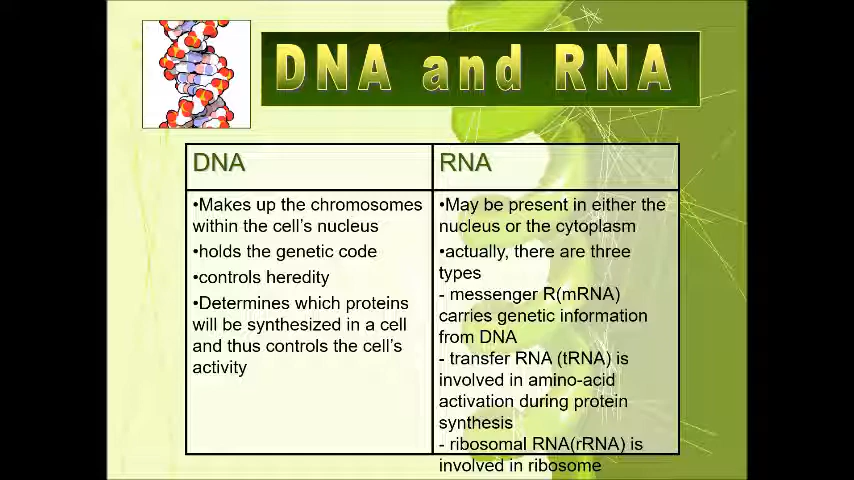 DNA and RNA
DNA
•Makes up the chromosomes
within the cell's nucleus
•holds the genetic code
•controls heredity
•Determines which proteins
will be synthesized in a cell
and thus controls the cell's
activity
RNA
•May be present in either the
nucleus or the cytoplasm
•actually, there are three
types
- messenger R(mRNA)
carries genetic information
from DNA
- transfer RNA (tRNA) is
involved in amino-acid
activation during protein
synthesis
- ribosomal RNA(rRNA) is
involved in ribosome